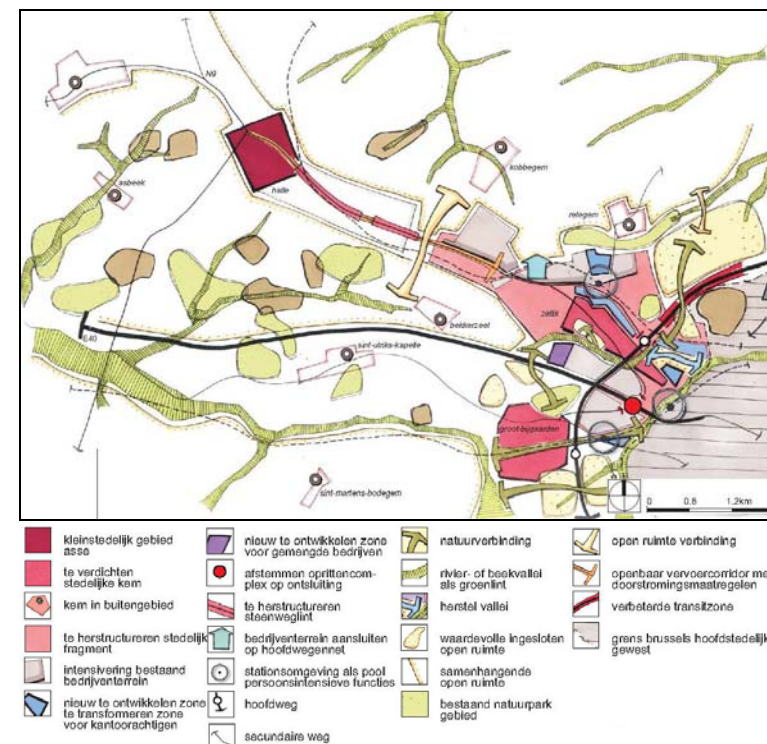 N9
asbeek
halle
kobbegem
relegem
bekkerzeel
zellik
E40
sint-ulriks-kapelle
groot-bijgaarden
sint-martens-bodegem
0 0.6 1.2km
kleinstedelijk gebied
asse
te verdichten
stedelijke kern
kern in buitengebied
te herstructureren stedelijk
fragment
intensivering bestaand
bedrijventerrein
nieuw te ontwikkelen zone
te transformeren zone
voor kantoorachtigen
nieuw te ontwikkelen zone
voor gemengde bedrijven
afstemmen oprittencom-
plex op ontsluiting
te herstructureren
steenweglint
bedrijventerrein aansluiten
op hoofdwegennet
stationsomgeving als pool
persoonsintensieve functies
hoofdweg
secundaire weg
natuurverbinding
rivier- of beekvallei
als groenlint
herstel vallei
waardevolle ingesloten
open ruimte
samenhangende
open ruimte
bestaand natuurpark
gebied
open ruimte verbinding
openbaar vervoercorridor me
doorstromingsmaatregelen
verbeterde transitzone
grens brussels hoofdstedelijk
gewest